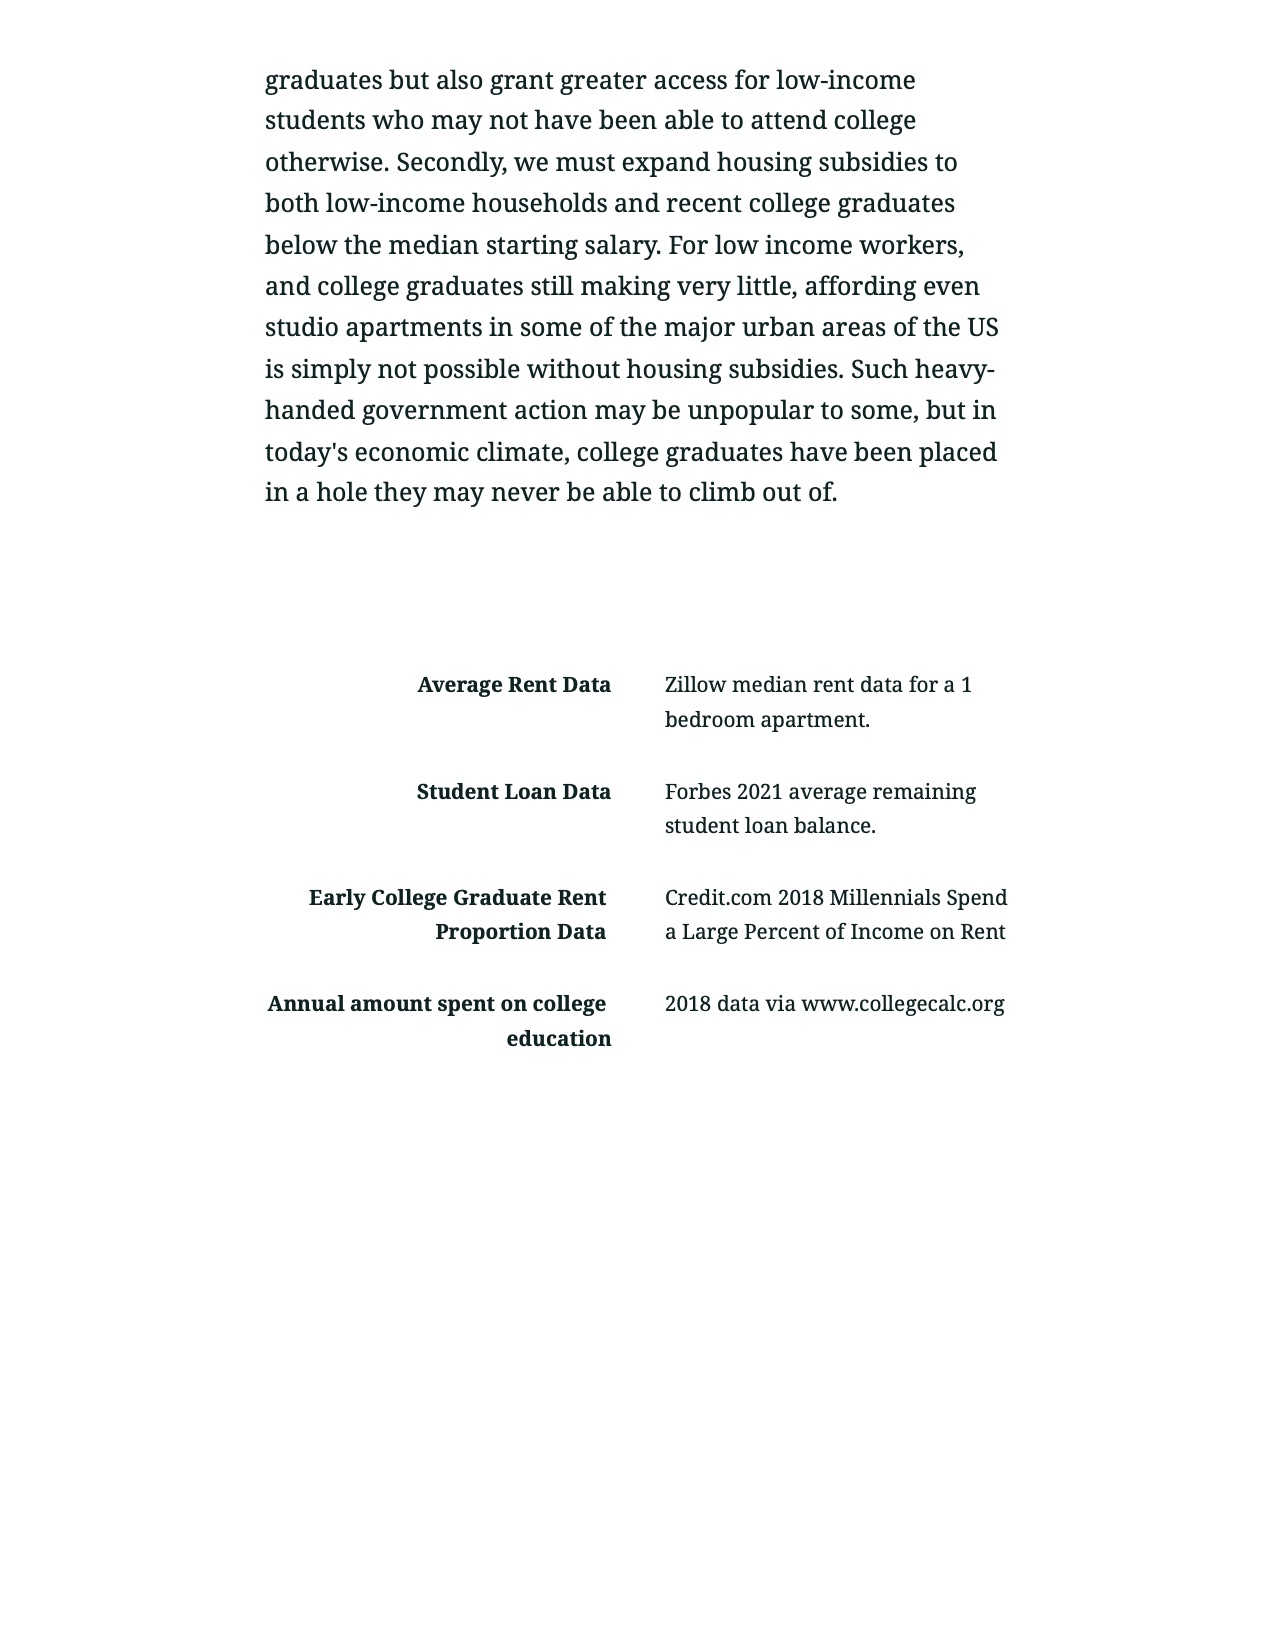 graduates but also grant greater access for low-income
students who may not have been able to attend college
otherwise. Secondly, we must expand housing subsidies to
both low-income households and recent college graduates
below the median starting salary. For low income workers,
and college graduates still making very little, affording even
studio apartments in some of the major urban areas of the US
is simply not possible without housing subsidies. Such heavy-
handed government action may be unpopular to some, but in
today's economic climate, college graduates have been placed
in a hole they may never be able to climb out of.
Average Rent Data
Zillow median rent data for a 1
bedroom apartment.
Student Loan Data
Forbes 2021 average remaining
student loan balance.
Early College Graduate Rent
Proportion Data
Credit.com 2018 Millennials Spend
a Large Percent of Income on Rent
Annual amount spent on college
education
2018 data via www.collegecalc.org